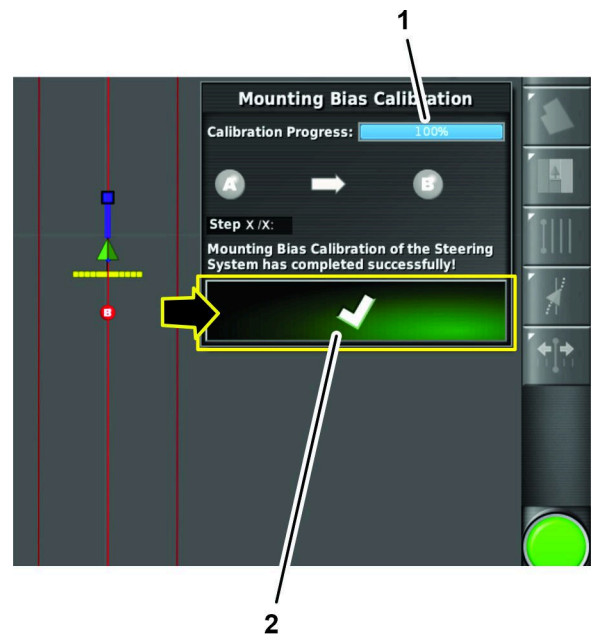 1
Mounting Bias Calibration
Calibration Progress: 100%
A B
Step X /X:
Mounting Bias Calibration of the Steering
System has completed successfully!
B
2